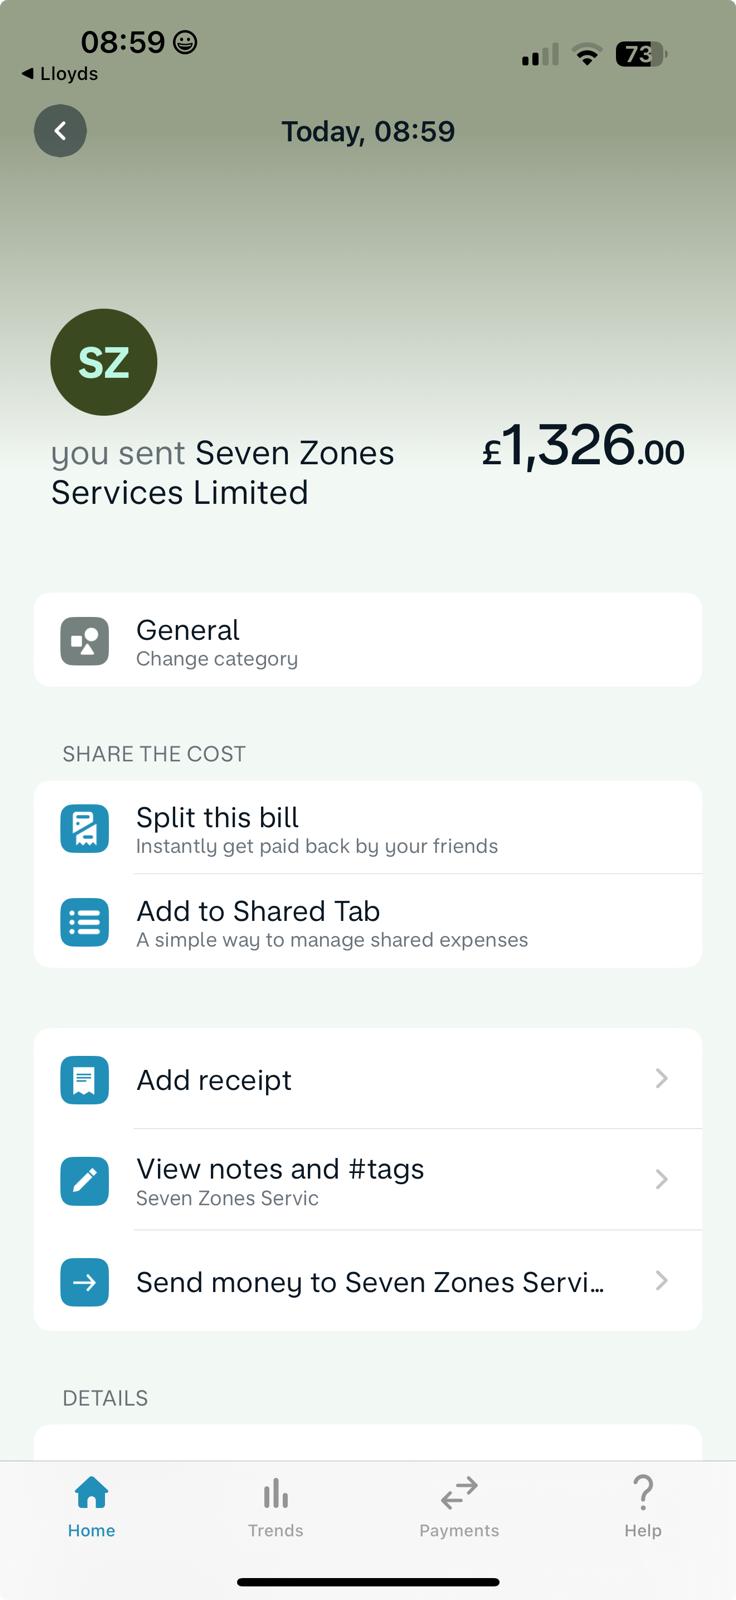 08:59
73
◀ Lloyds
Today, 08:59
SZ
you sent Seven Zones
Services Limited
£1,326.00
General
Change category
SHARE THE COST
Split this bill
Instantly get paid back by your friends
Add to Shared Tab
A simple way to manage shared expenses
Add receipt
View notes and #tags
Seven Zones Servic
Send money to Seven Zones Servi...
DETAILS
Home
Trends
Payments
Help